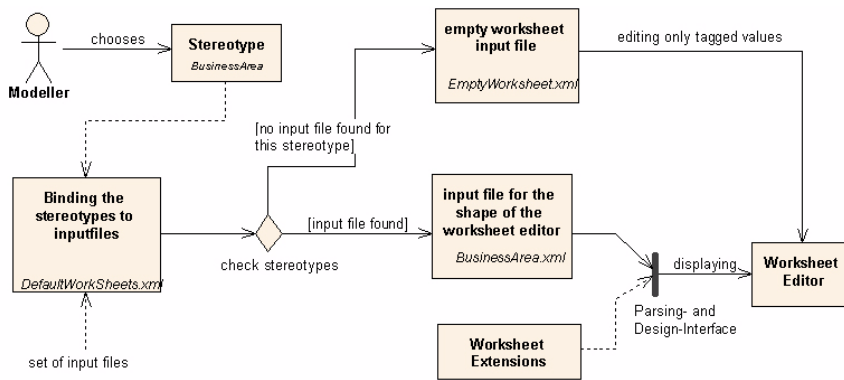 Modeller
chooses
Stereotype
BusinessArea
empty worksheet
input file
EmptyWorksheet.xml
editing only tagged values
[no input file found for
this stereotype]
Binding the
stereotypes to
inputfiles
DefaultWorkSheets.xml
check stereotypes
[input file found]
input file for the
shape of the
worksheet editor
BusinessArea.xml
displaying
Worksheet
Editor
Parsing- and
Design-Interface
Worksheet
Extensions
set of input files